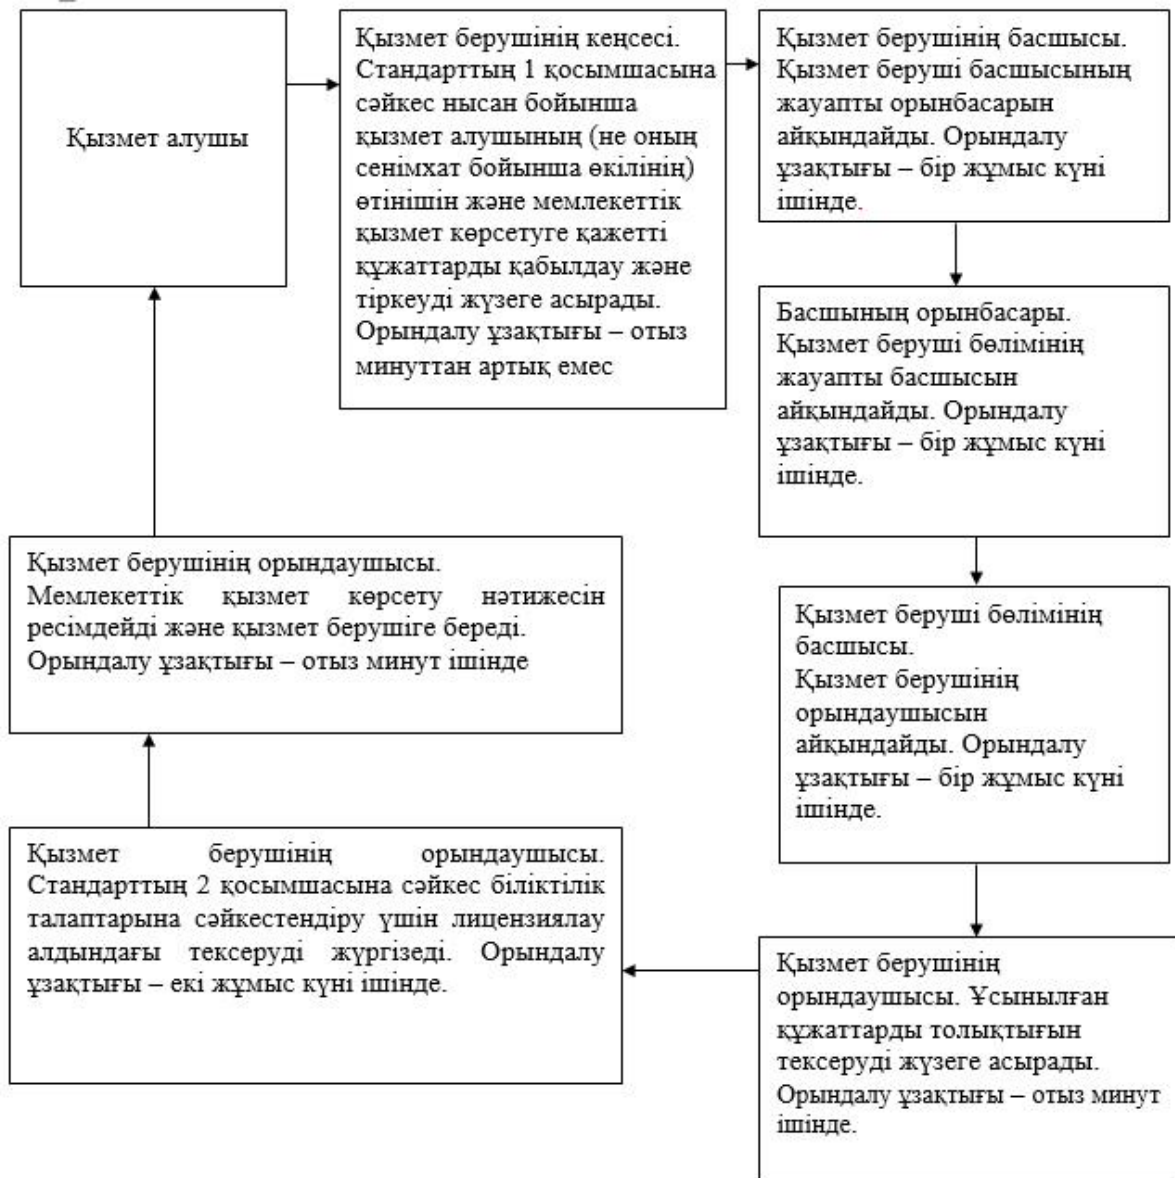 Қызмет алушы
Қызмет берушінің кеңсесі.
Стандарттың 1 қосымшасына
сәйкес нысан бойынша
қызмет алушының (не оның
сенімхат бойынша өкілінің)
өтінішін және мемлекеттік
қызмет көрсетуге қажетті
құжаттарды қабылдау және
тіркеуді жүзеге асырады.
Орындалу ұзақтығы – отыз
минуттан артық емес
Қызмет берушінің басшысы.
Қызмет беруші басшысының
жауапты орынбасарын
айқындайды. Орындалу
ұзақтығы – бір жұмыс күні
ішінде.
Басшының орынбасары.
Қызмет беруші бөлімінің
жауапты басшысын
айқындайды. Орындалу
ұзақтығы – бір жұмыс күні
ішінде.
Қызмет беруші бөлімінің
басшысы.
Қызмет берушінің
орындаушысын
айқындайды. Орындалу
ұзақтығы – бір жұмыс күні
ішінде.
Қызмет берушінің
орындаушысы. Ұсынылған
құжаттарды толықтығын
тексеруді жүзеге асырады.
Орындалу ұзақтығы – отыз минут
ішінде.
Қызмет берушінің орындаушысы.
Стандарттың 2 қосымшасына сәйкес біліктілік
талаптарына сәйкестендіру үшін лицензиялау
алдындағы тексеруді жүргізеді. Орындалу
ұзақтығы – екі жұмыс күні ішінде.
Қызмет берушінің орындаушысы.
Мемлекеттік қызмет көрсету нәтижесін
ресімдейді және қызмет берушіге береді.
Орындалу ұзақтығы – отыз минут ішінде